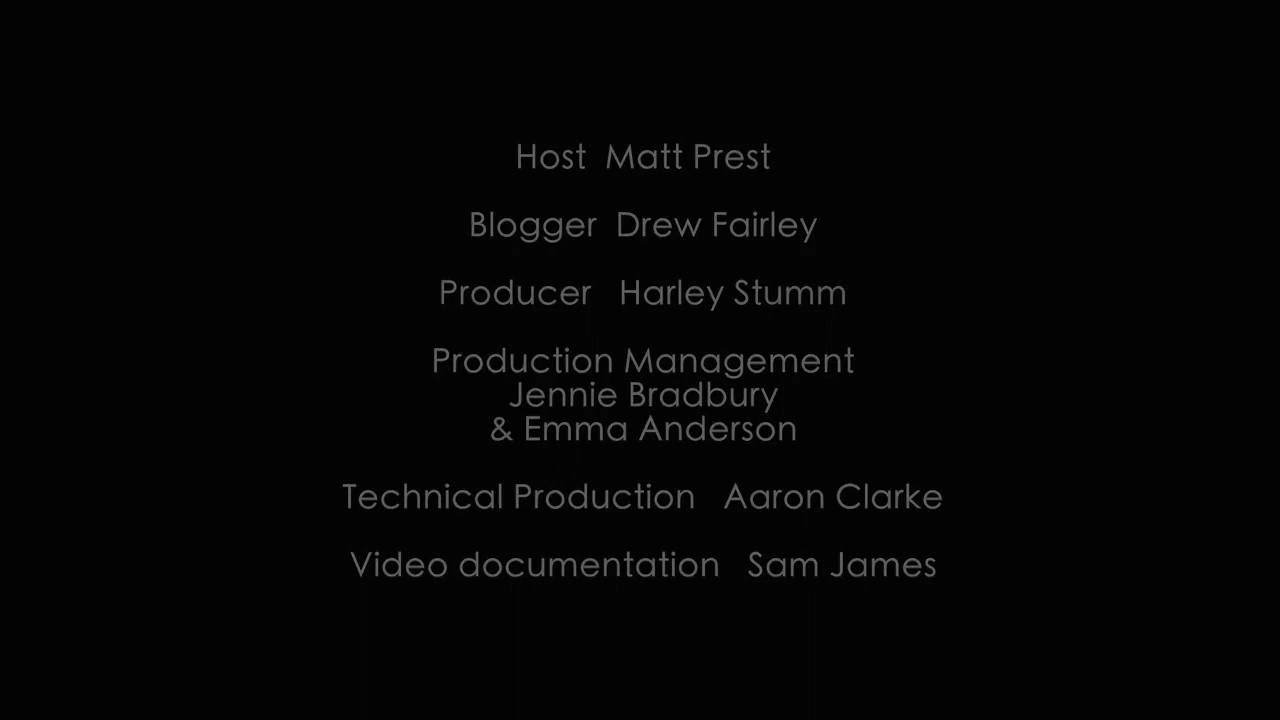 Host Matt Prest
Blogger Drew Fairley
Producer Harley Stumm
Production Management
Jennie Bradbury
& Emma Anderson
Technical Production Aaron Clarke
Video documentation Sam James